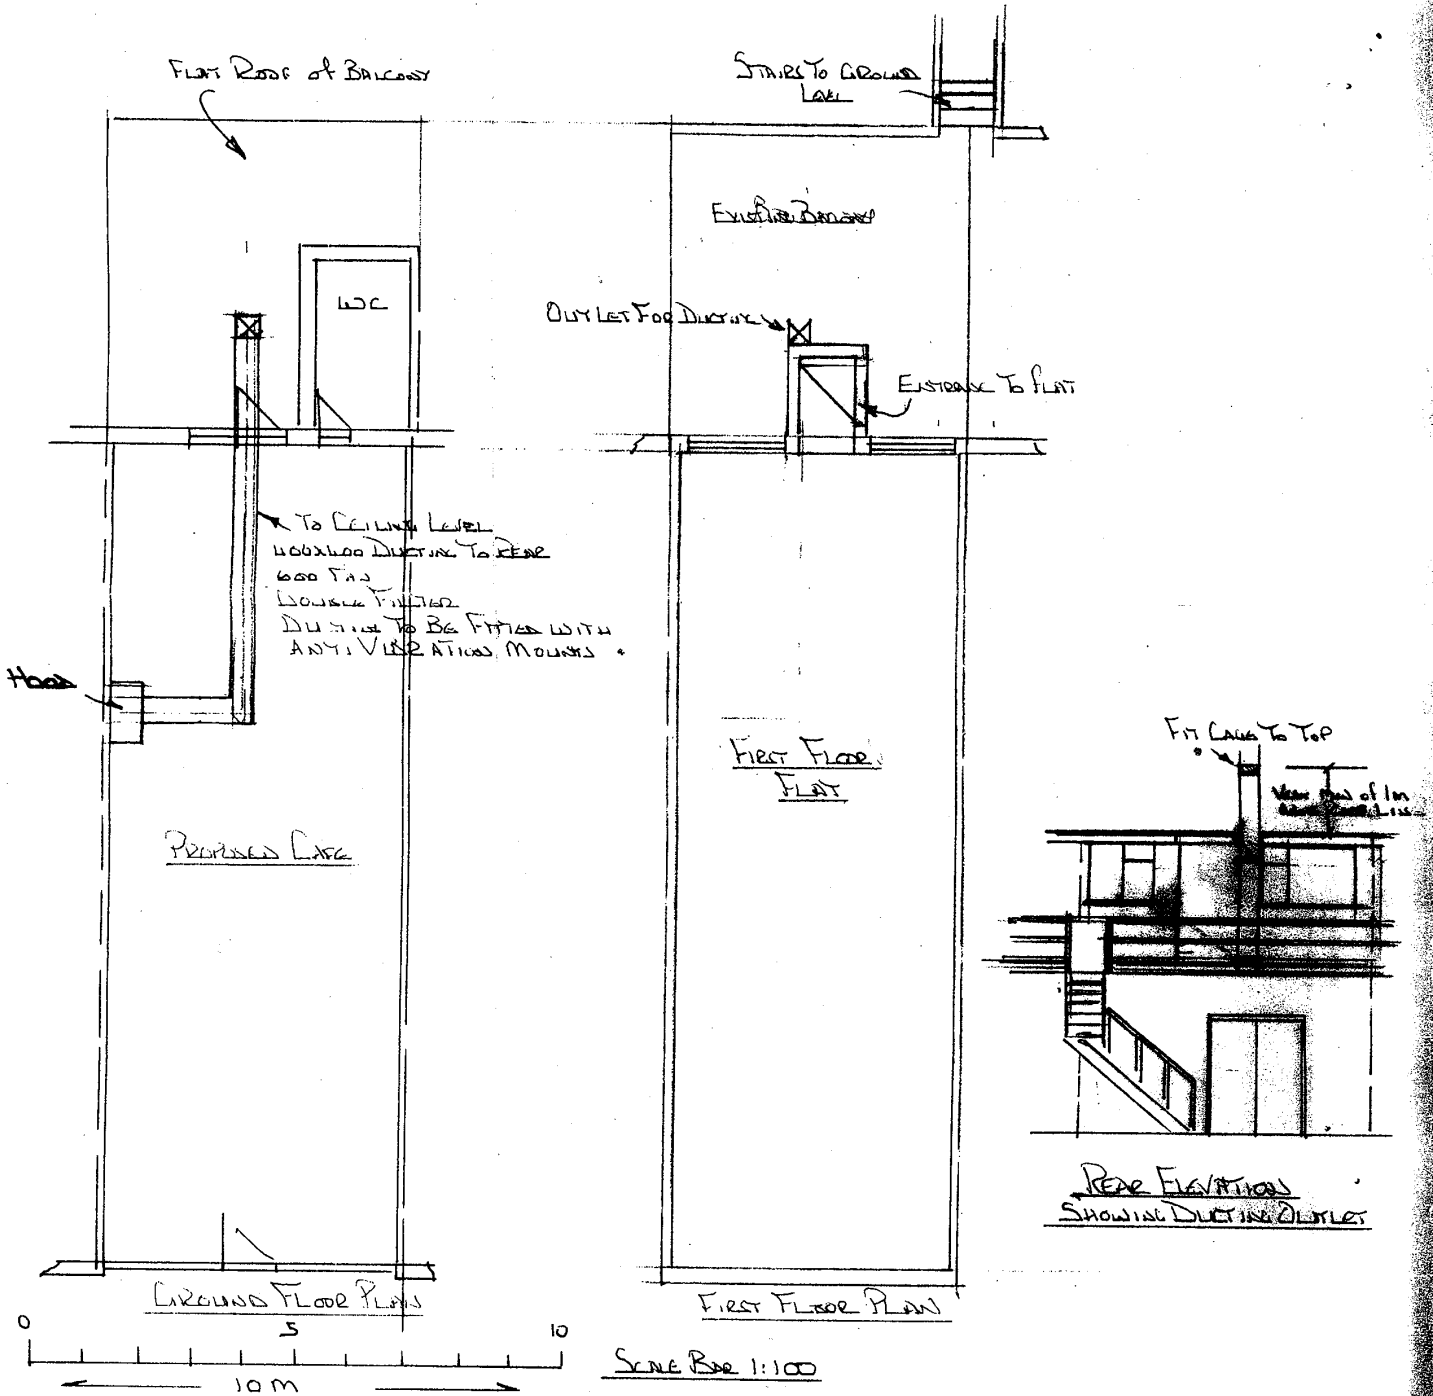 FLAT ROOF of BALCONY
STAIRS TO GROUND
LEVEL
EXISTING BALCONY
WC
OUTLET FOR DUCTING
ENTRANCE TO FLAT
TO CEILING LEVEL
400x400 DUCTING TO REAR
600 FAN
DOUBLE FILTER
DUCTING TO BE FITTED WITH
ANTI VIBRATION MOUNTS
HOOD
FIRST FLOOR
FLAT
PROPOSED CAFE
FIT CAWB TO TOP
of 1m
REAR ELEVATION
SHOWING DUCTING OUTLET
GROUND FLOOR PLAN
FIRST FLOOR PLAN
0 5 10
10 M
SCALE BAR 1:100